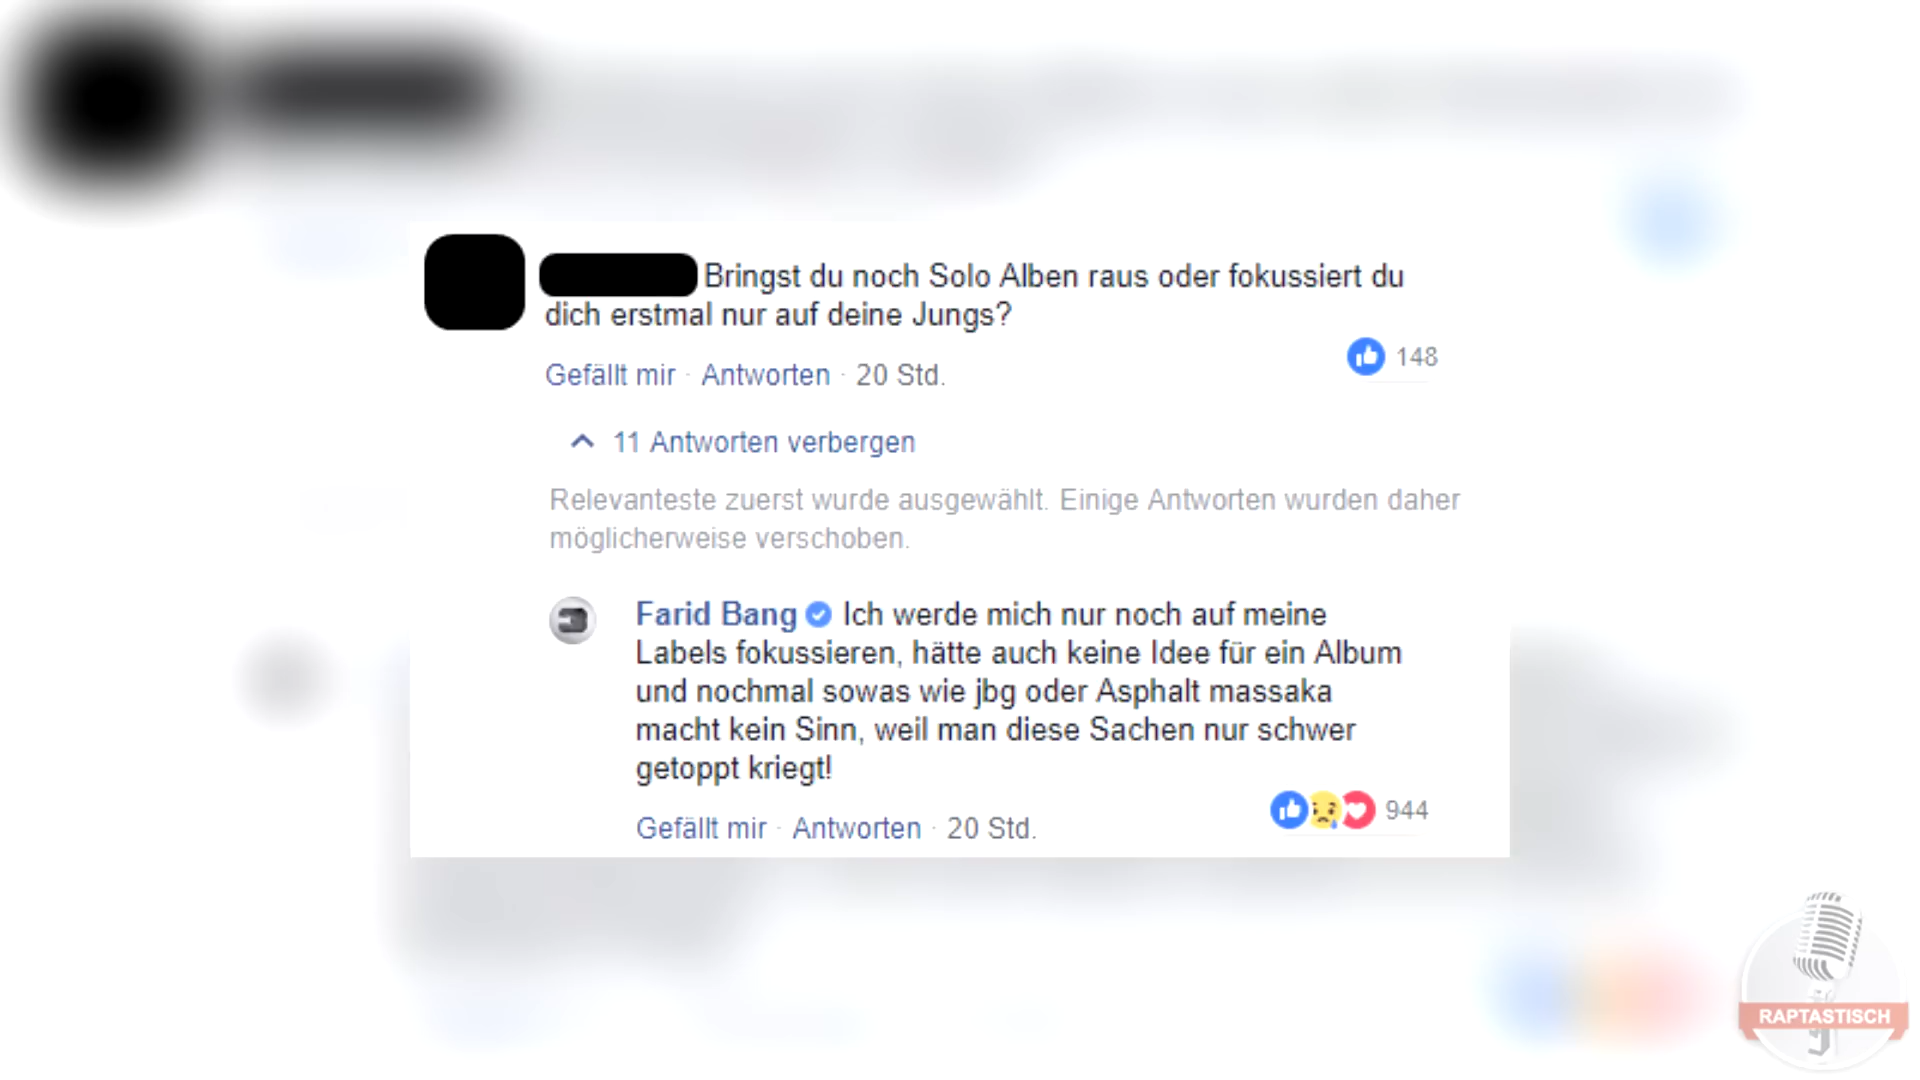 Bringst du noch Solo Alben raus oder fokussiert du
dich erstmal nur auf deine Jungs?
148
Gefällt mir · Antworten · 20 Std.
11 Antworten verbergen
Relevanteste zuerst wurde ausgewählt. Einige Antworten wurden daher
möglicherweise verschoben.
Farid Bang Ich werde mich nur noch auf meine
Labels fokussieren, hätte auch keine Idee für ein Album
und nochmal sowas wie jbg oder Asphalt massaka
macht kein Sinn, weil man diese Sachen nur schwer
getoppt kriegt!
944
Gefällt mir · Antworten · 20 Std.
RAPTASTISCH